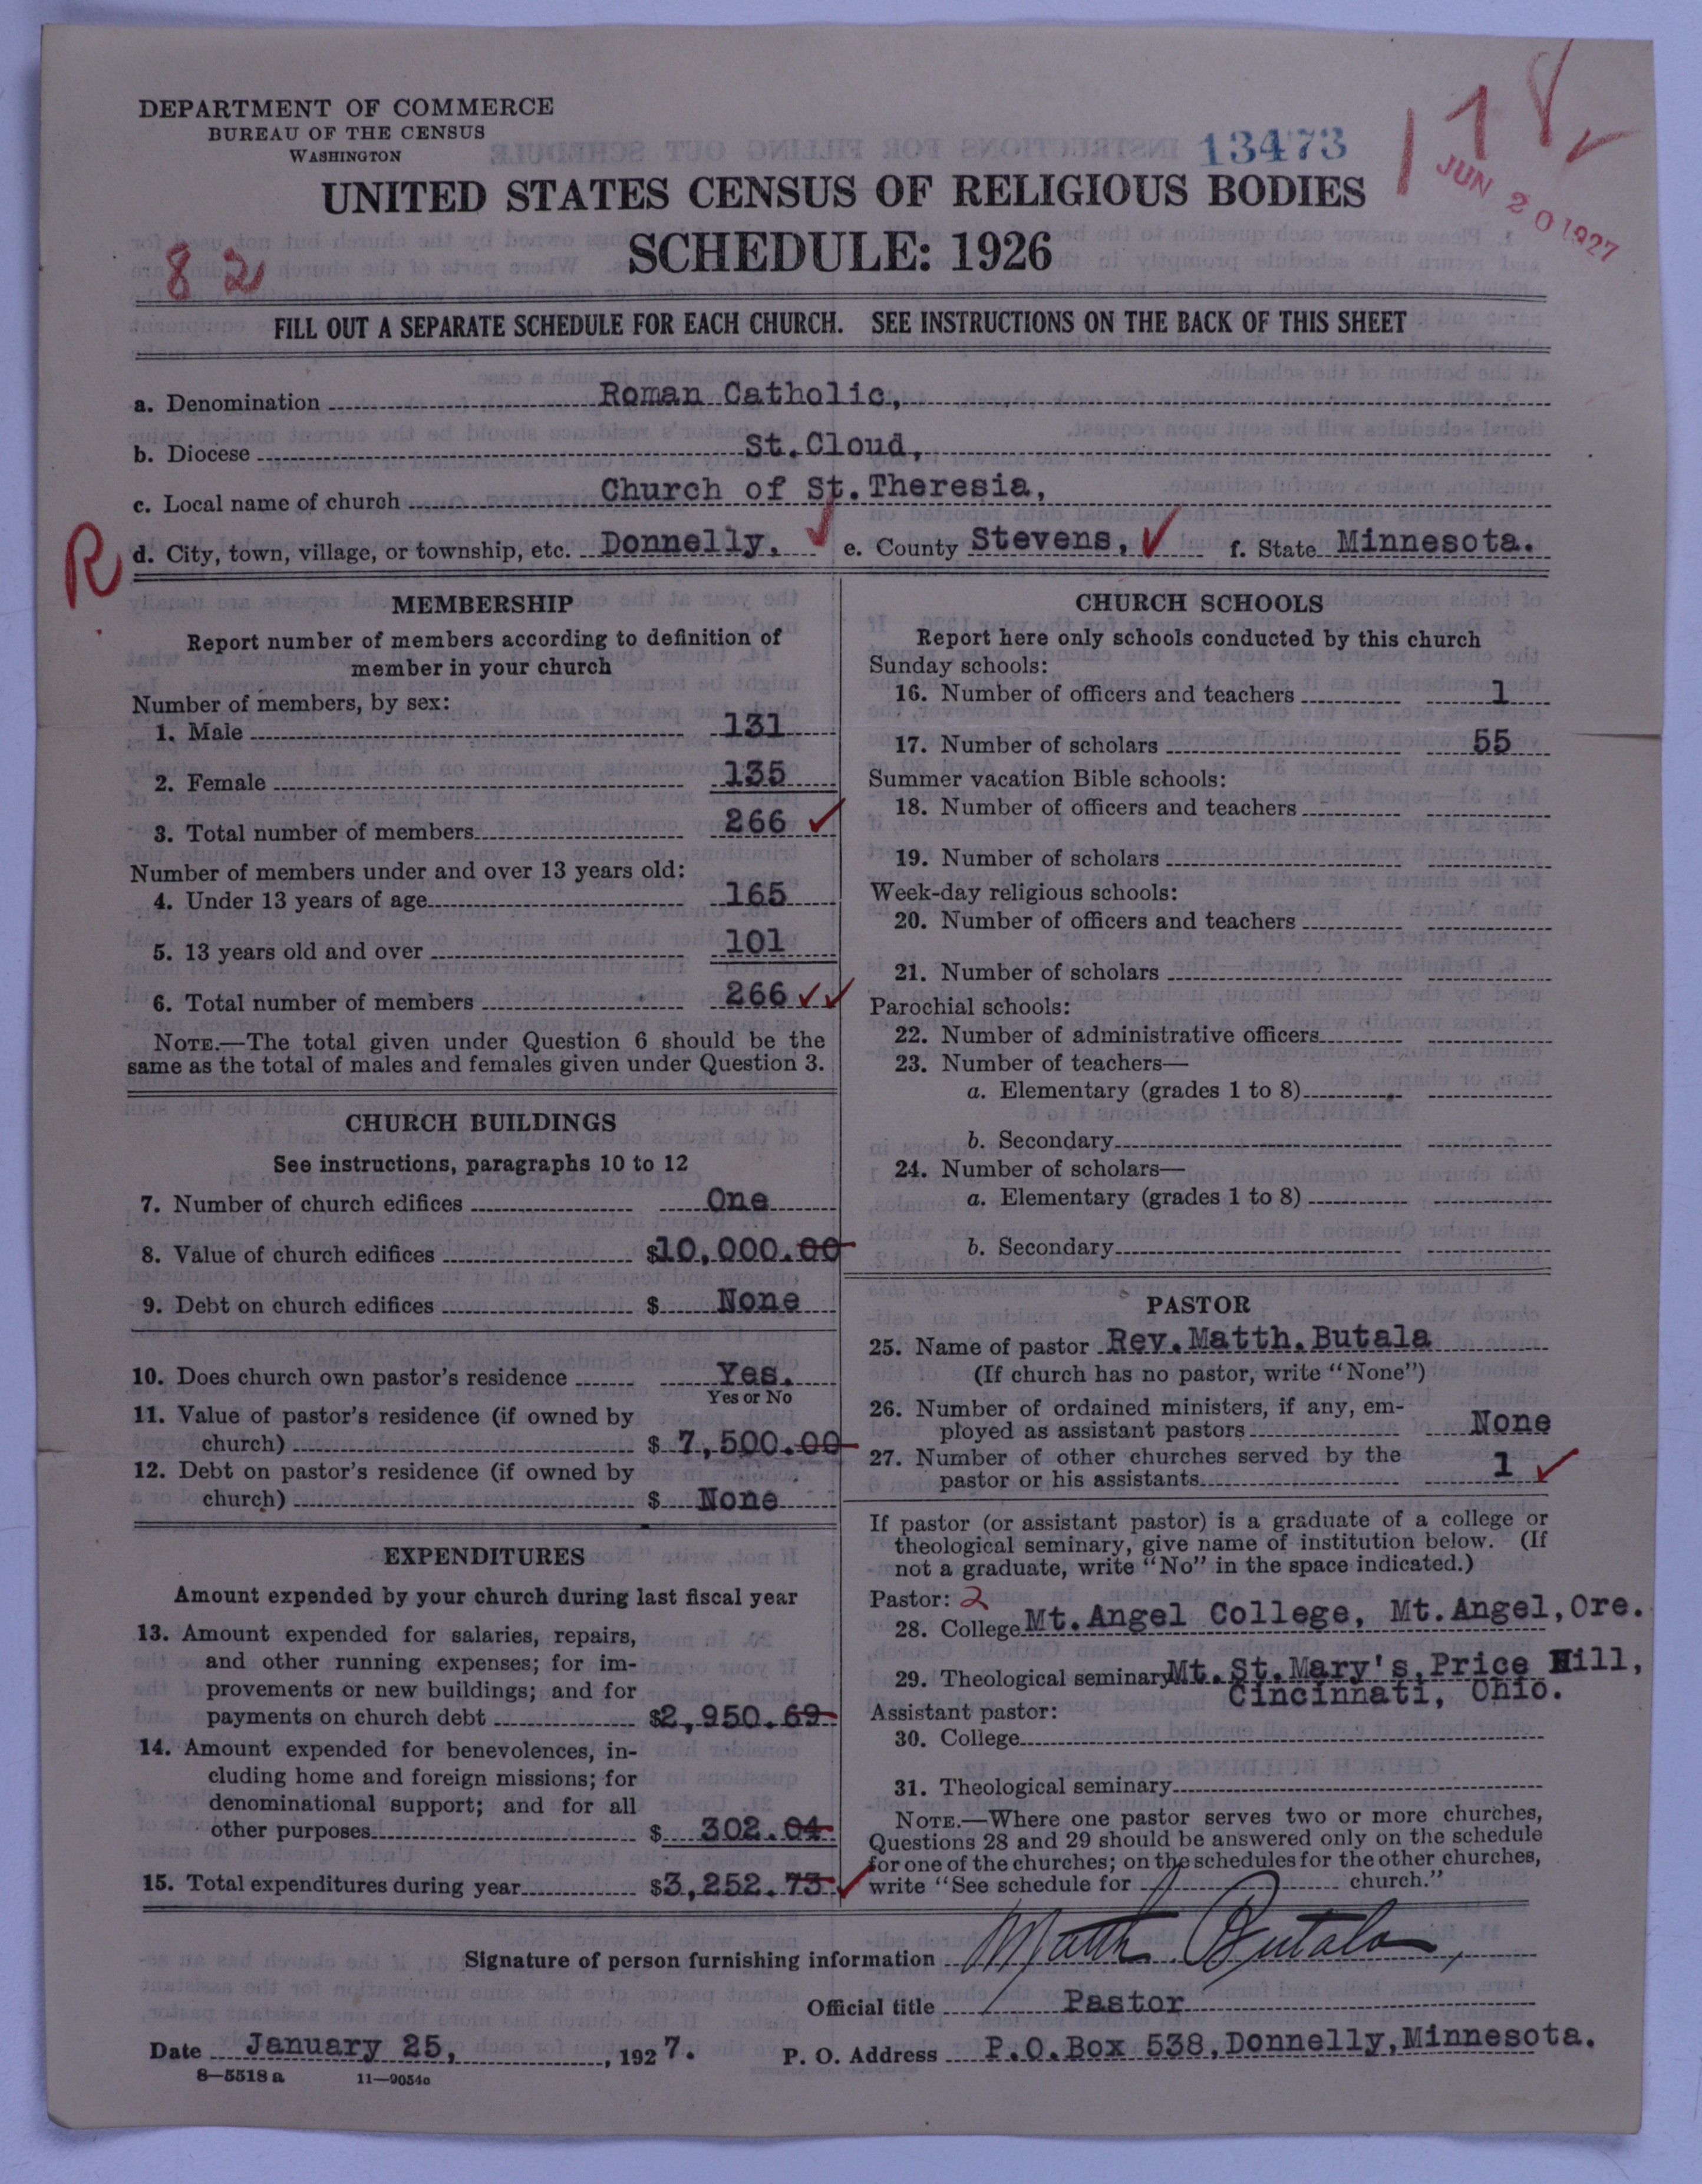 DEPARTMENT OF COMMERCE
BUREAU OF THE CENSUS
WASHINGTON
13473
178
JUN 20 1927
UNITED STATES CENSUS OF RELIGIOUS BODIES
SCHEDULE: 1926
82
FILL OUT A SEPARATE SCHEDULE FOR EACH CHURCH. SEE INSTRUCTIONS ON THE BACK OF THIS SHEET
a. Denomination Roman Catholic,
b. Diocese St.Cloud,
c. Local name of church Church of St.Theresia,
R
d. City, town, village, or township, etc. Donnelly, e. County Stevens, f. State Minnesota.
MEMBERSHIP
Report number of members according to definition of
member in your church
Number of members, by sex:
1. Male 131
2. Female 135
3. Total number of members 266
Number of members under and over 13 years old:
4. Under 13 years of age 165
5. 13 years old and over 101
6. Total number of members 266
NOTE.—The total given under Question 6 should be the
same as the total of males and females given under Question 3.
CHURCH BUILDINGS
See instructions, paragraphs 10 to 12
7. Number of church edifices One
8. Value of church edifices $10,000.00
9. Debt on church edifices $ None
10. Does church own pastor's residence Yes.
Yes or No
11. Value of pastor's residence (if owned by
church) $ 7,500.00
12. Debt on pastor's residence (if owned by
church) $ None
EXPENDITURES
Amount expended by your church during last fiscal year
13. Amount expended for salaries, repairs,
and other running expenses; for im-
provements or new buildings; and for
payments on church debt $2,950.69
14. Amount expended for benevolences, in-
cluding home and foreign missions; for
denominational support; and for all
other purposes $ 302.04
15. Total expenditures during year $3,252.73
CHURCH SCHOOLS
Report here only schools conducted by this church
Sunday schools:
16. Number of officers and teachers 1
17. Number of scholars 55
Summer vacation Bible schools:
18. Number of officers and teachers
19. Number of scholars
Week-day religious schools:
20. Number of officers and teachers
21. Number of scholars
Parochial schools:
22. Number of administrative officers
23. Number of teachers—
a. Elementary (grades 1 to 8)
b. Secondary
24. Number of scholars—
a. Elementary (grades 1 to 8)
b. Secondary
PASTOR
25. Name of pastor Rev.Matth.Butala
(If church has no pastor, write "None")
26. Number of ordained ministers, if any, em-
ployed as assistant pastors None
27. Number of other churches served by the
pastor or his assistants 1
If pastor (or assistant pastor) is a graduate of a college or
theological seminary, give name of institution below. (If
not a graduate, write "No" in the space indicated.)
Pastor: 2
28. College Mt.Angel College, Mt.Angel,Ore.
29. Theological seminary Mt.St.Mary's,Price Hill,
Cincinnati, Ohio.
Assistant pastor:
30. College
31. Theological seminary
NOTE.—Where one pastor serves two or more churches,
Questions 28 and 29 should be answered only on the schedule
for one of the churches; on the schedules for the other churches,
write "See schedule for church."
Signature of person furnishing information Matth. Butala,
Official title Pastor
Date January 25, , 1927. P. O. Address P.O.Box 538,Donnelly,Minnesota.
8—5518 a 11—9054c